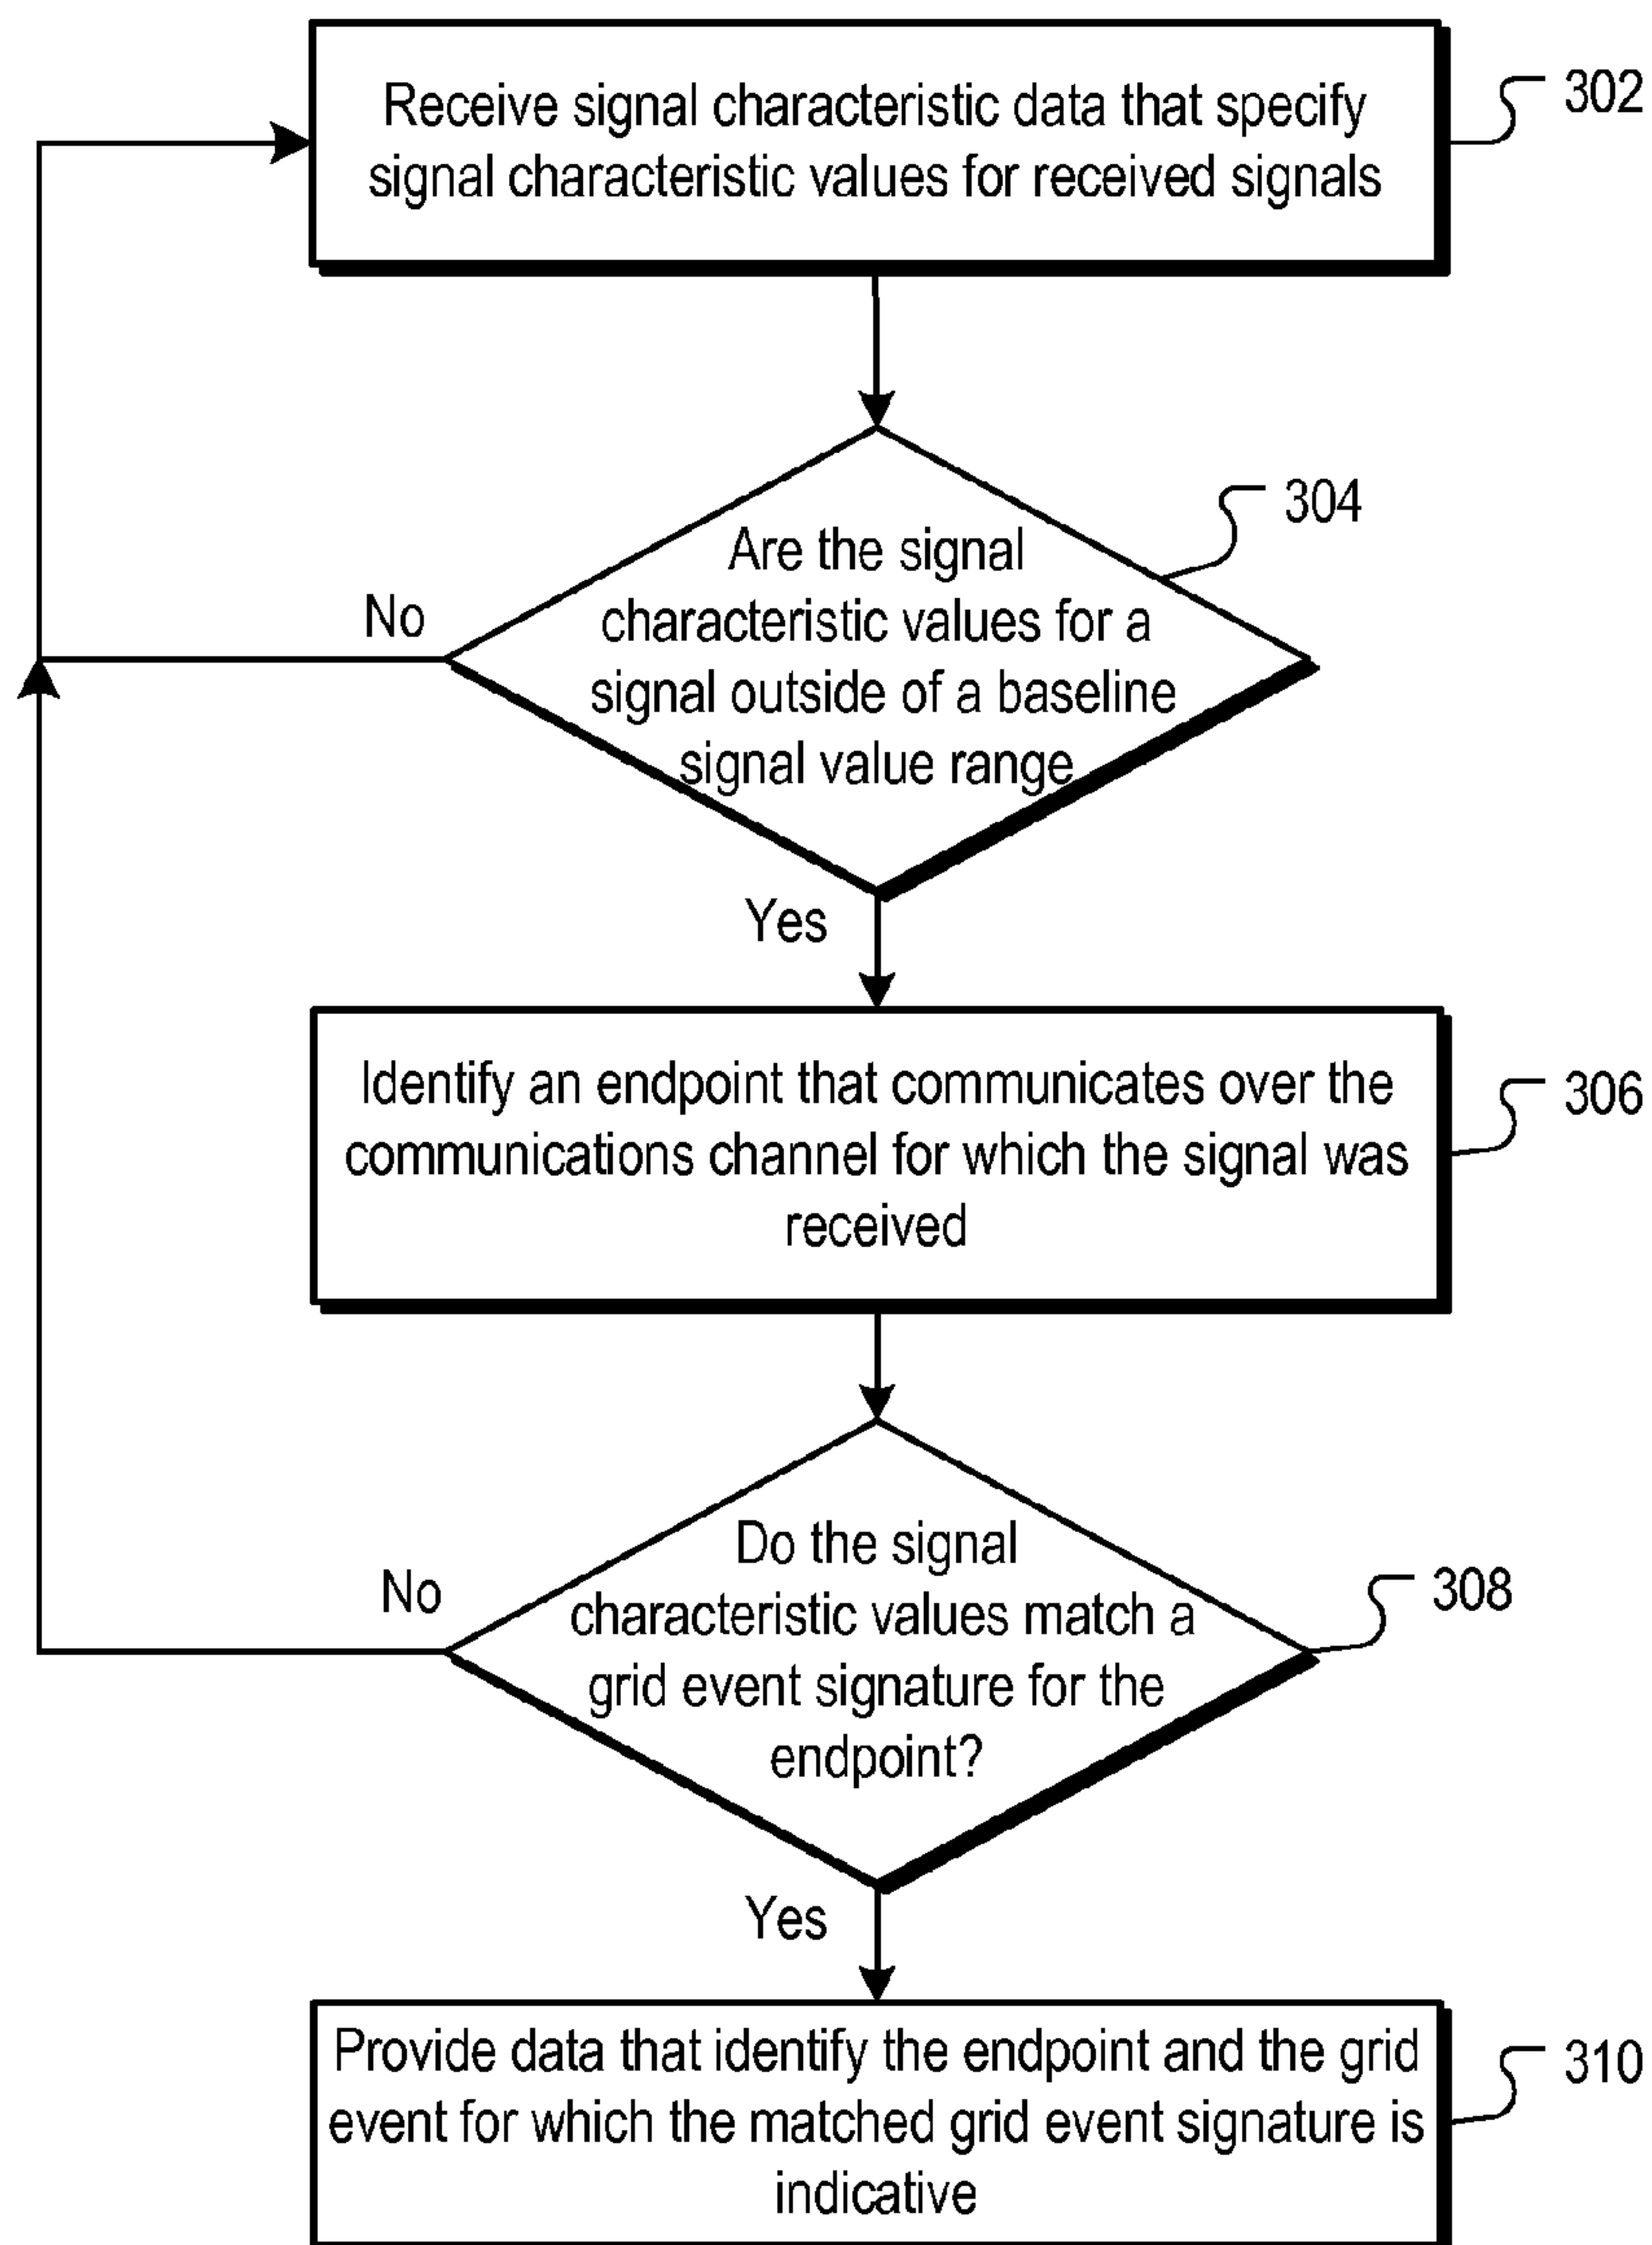 Receive signal characteristic data that specify
signal characteristic values for received signals
302
304
Are the signal
characteristic values for a
signal outside of a baseline
signal value range
No
Yes
Identify an endpoint that communicates over the
communications channel for which the signal was
received
306
Do the signal
characteristic values match a
grid event signature for the
endpoint?
308
No
Yes
Provide data that identify the endpoint and the grid
event for which the matched grid event signature is
indicative
310